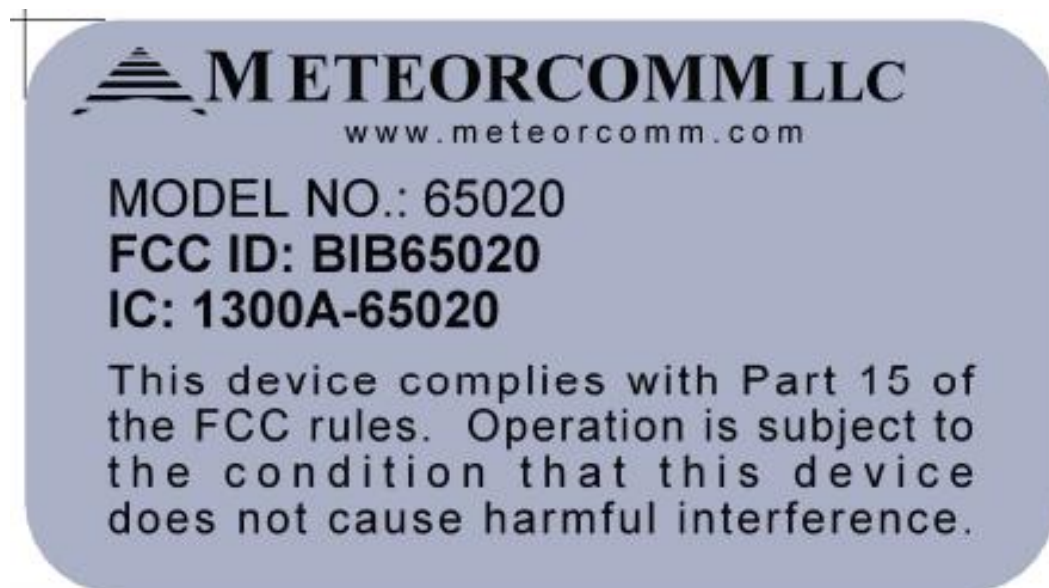 METEORCOMM LLC
www.meteorcomm.com
MODEL NO.: 65020
FCC ID: BIB65020
IC: 1300A-65020
This device complies with Part 15 of
the FCC rules.  Operation is subject to
the condition that this device
does not cause harmful interference.